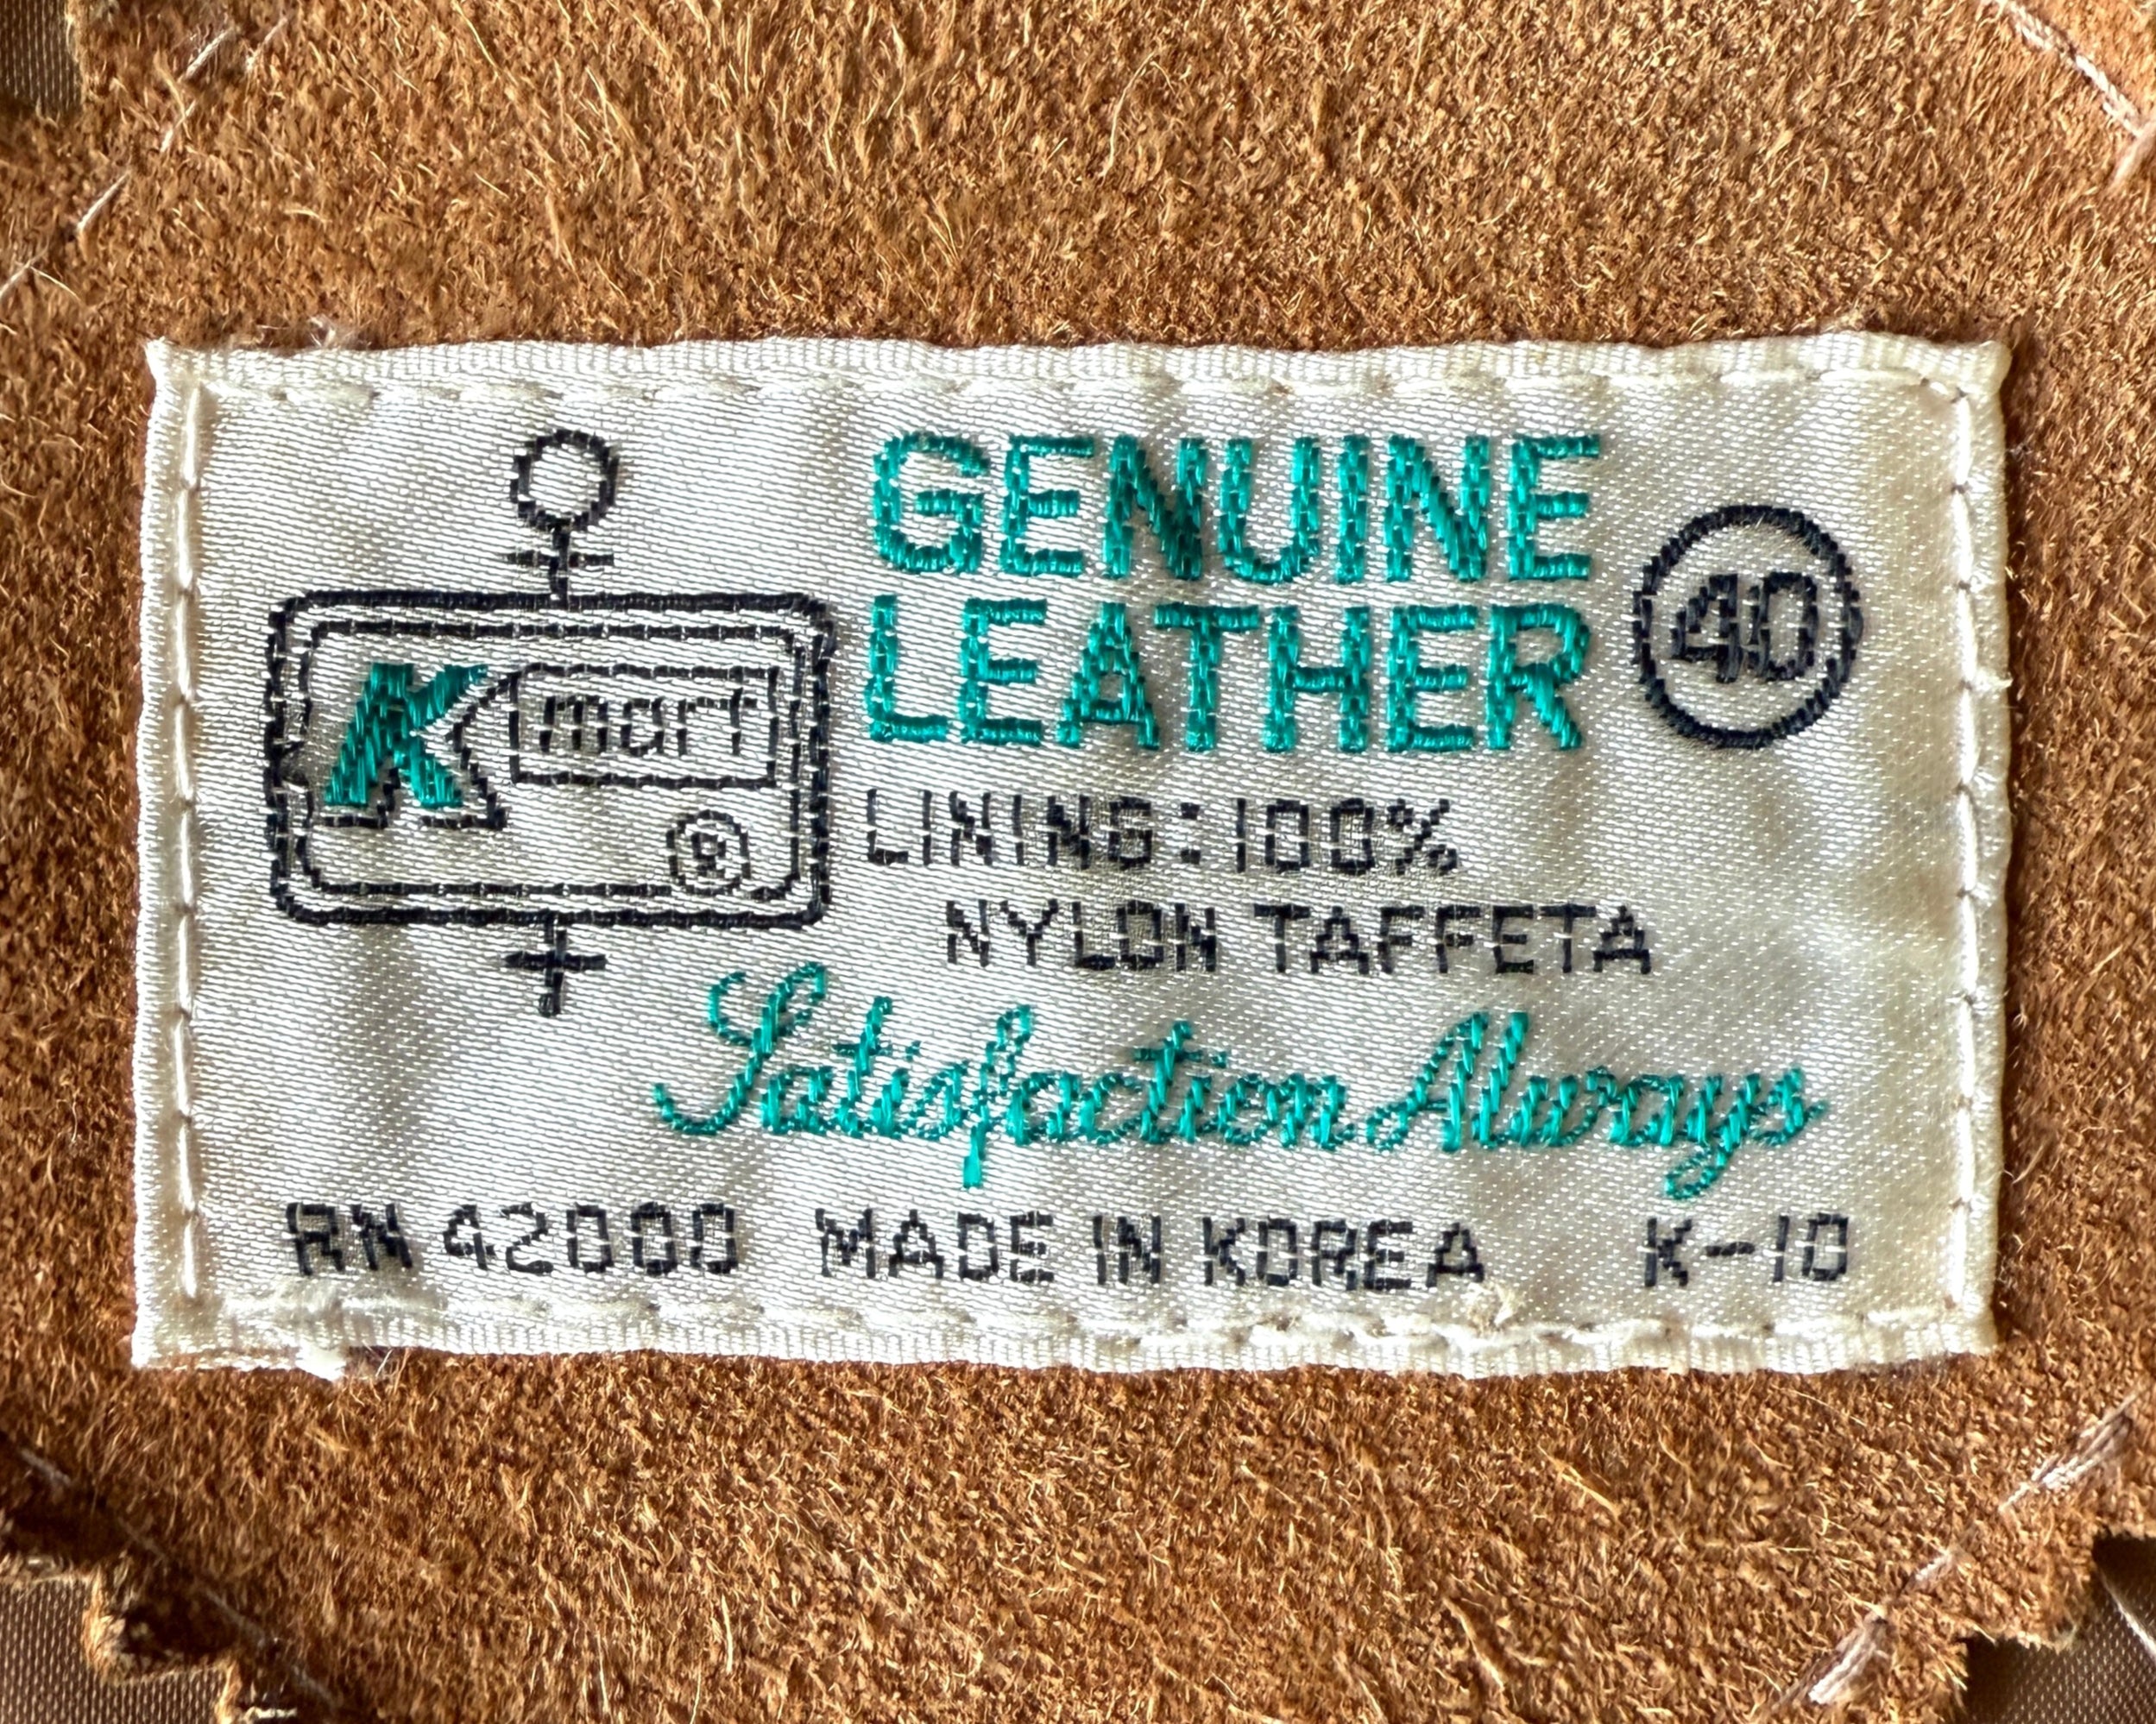 GENUINE
LEATHER
40
K mart
®
LINING:100%
NYLON TAFFETA
Satisfaction Always
RN 42000 MADE IN KOREA K-10